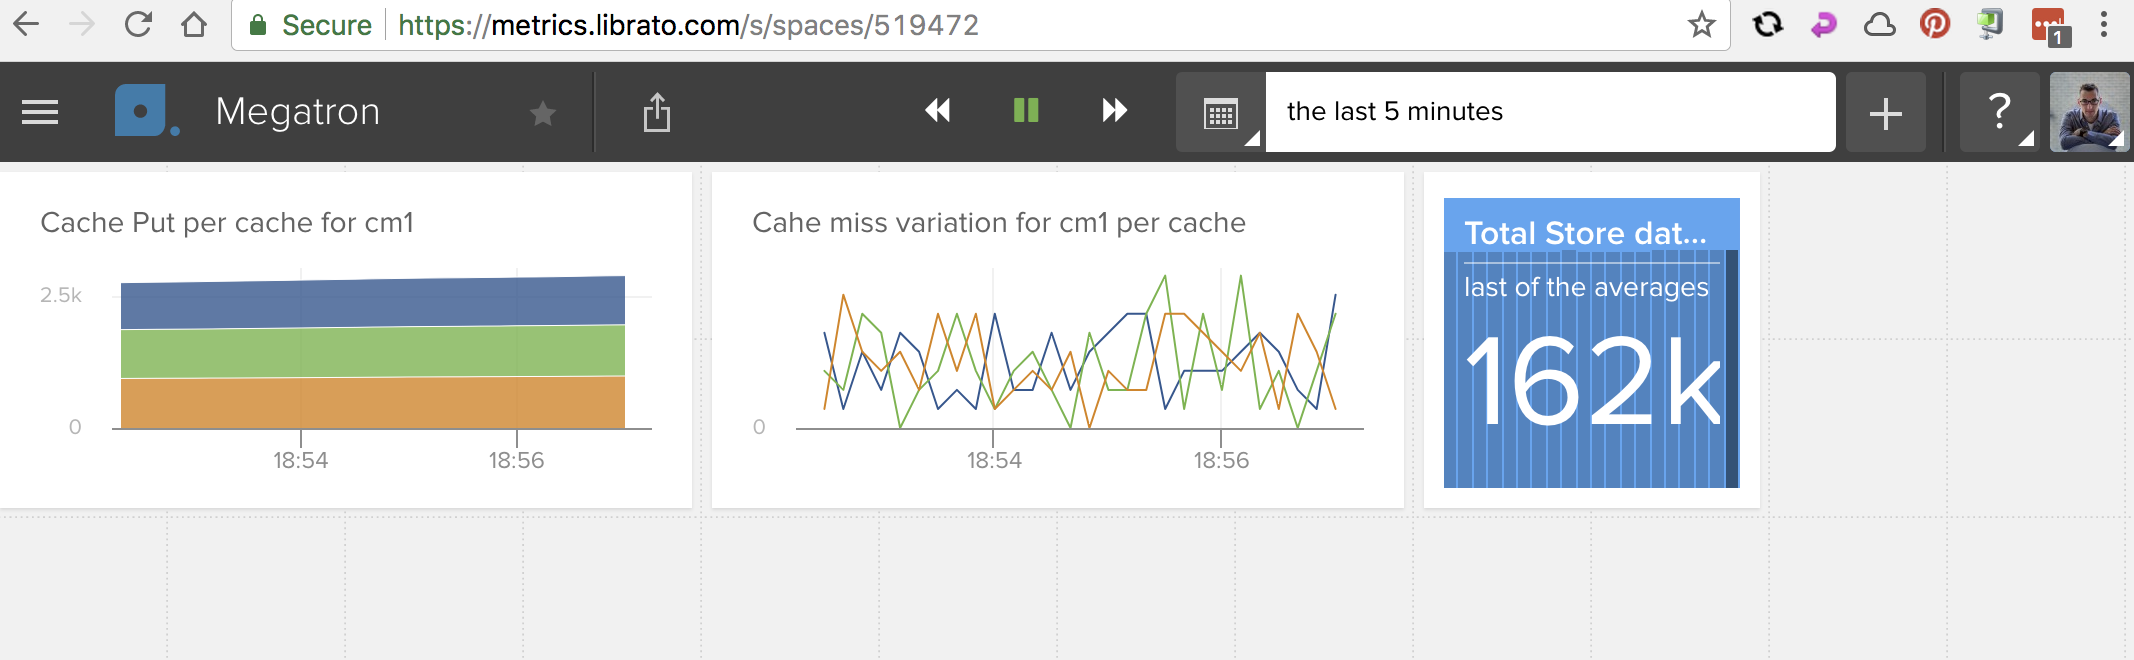 Secure https://metrics.librato.com/s/spaces/519472
1
Megatron
the last 5 minutes
?
Cache Put per cache for cm1
2.5k
0
18:54 18:56
Cahe miss variation for cm1 per cache
0
18:54 18:56
Total Store dat...
last of the averages
162k